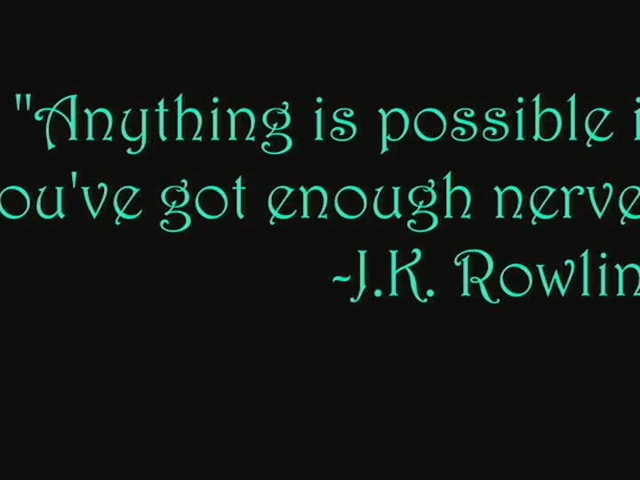 "Anything is possible i
ou've got enough nerve
-J.K. Rowlin